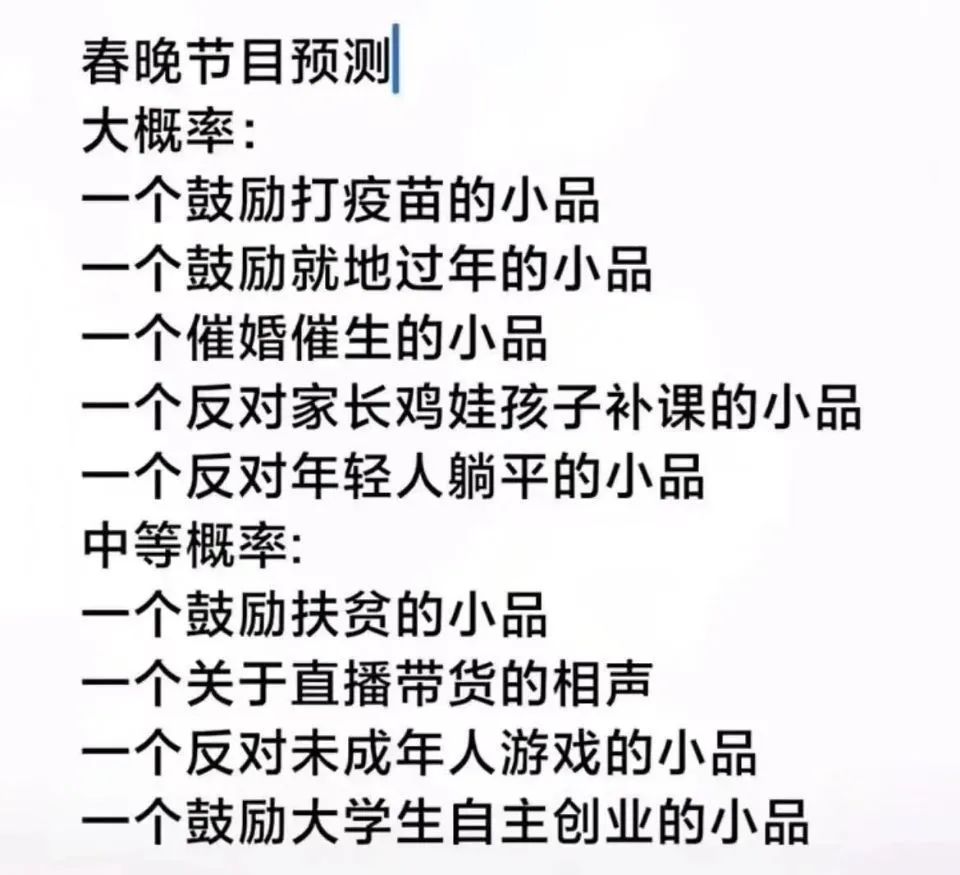 春晚节目预测
大概率：
一个鼓励打疫苗的小品
一个鼓励就地过年的小品
一个催婚催生的小品
一个反对家长鸡娃孩子补课的小品
一个反对年轻人躺平的小品
中等概率:
一个鼓励扶贫的小品
一个关于直播带货的相声
一个反对未成年人游戏的小品
一个鼓励大学生自主创业的小品